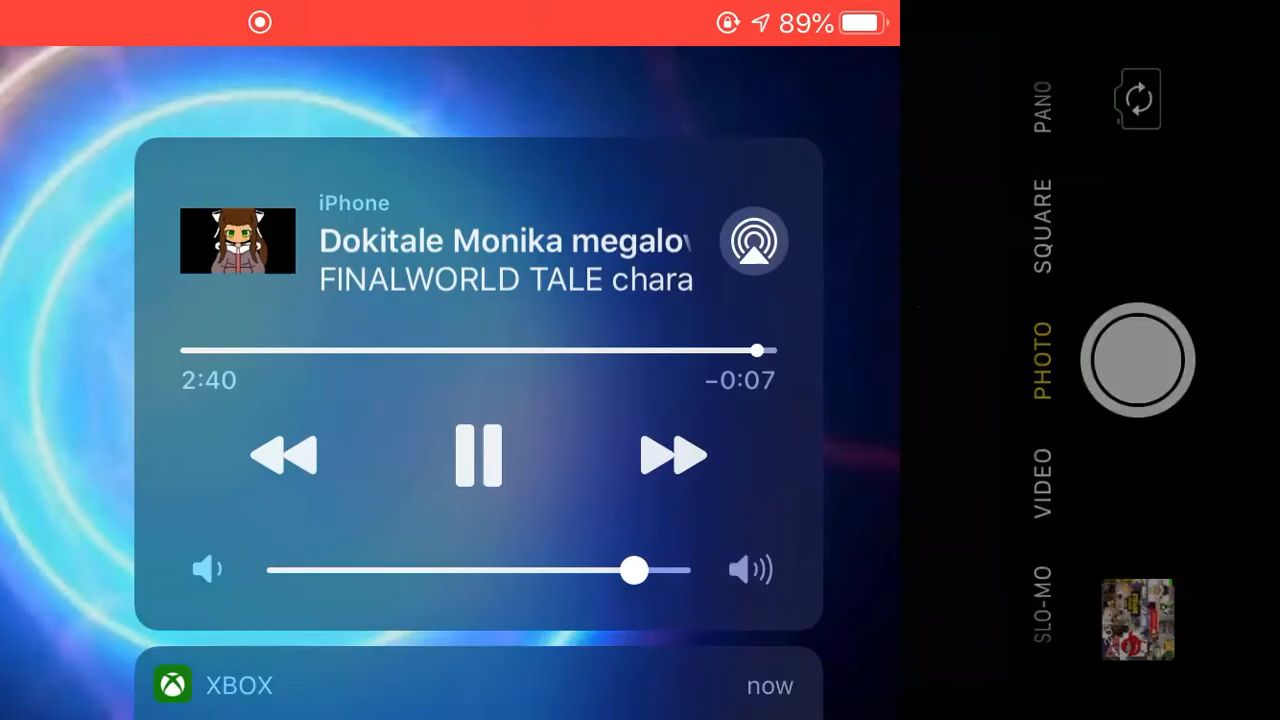 89%
iPhone
Dokitale Monika megalov
FINALWORLD TALE chara
2:40
−0:07
XBOX
now
PANO
SQUARE
PHOTO
VIDEO
SLO-MO